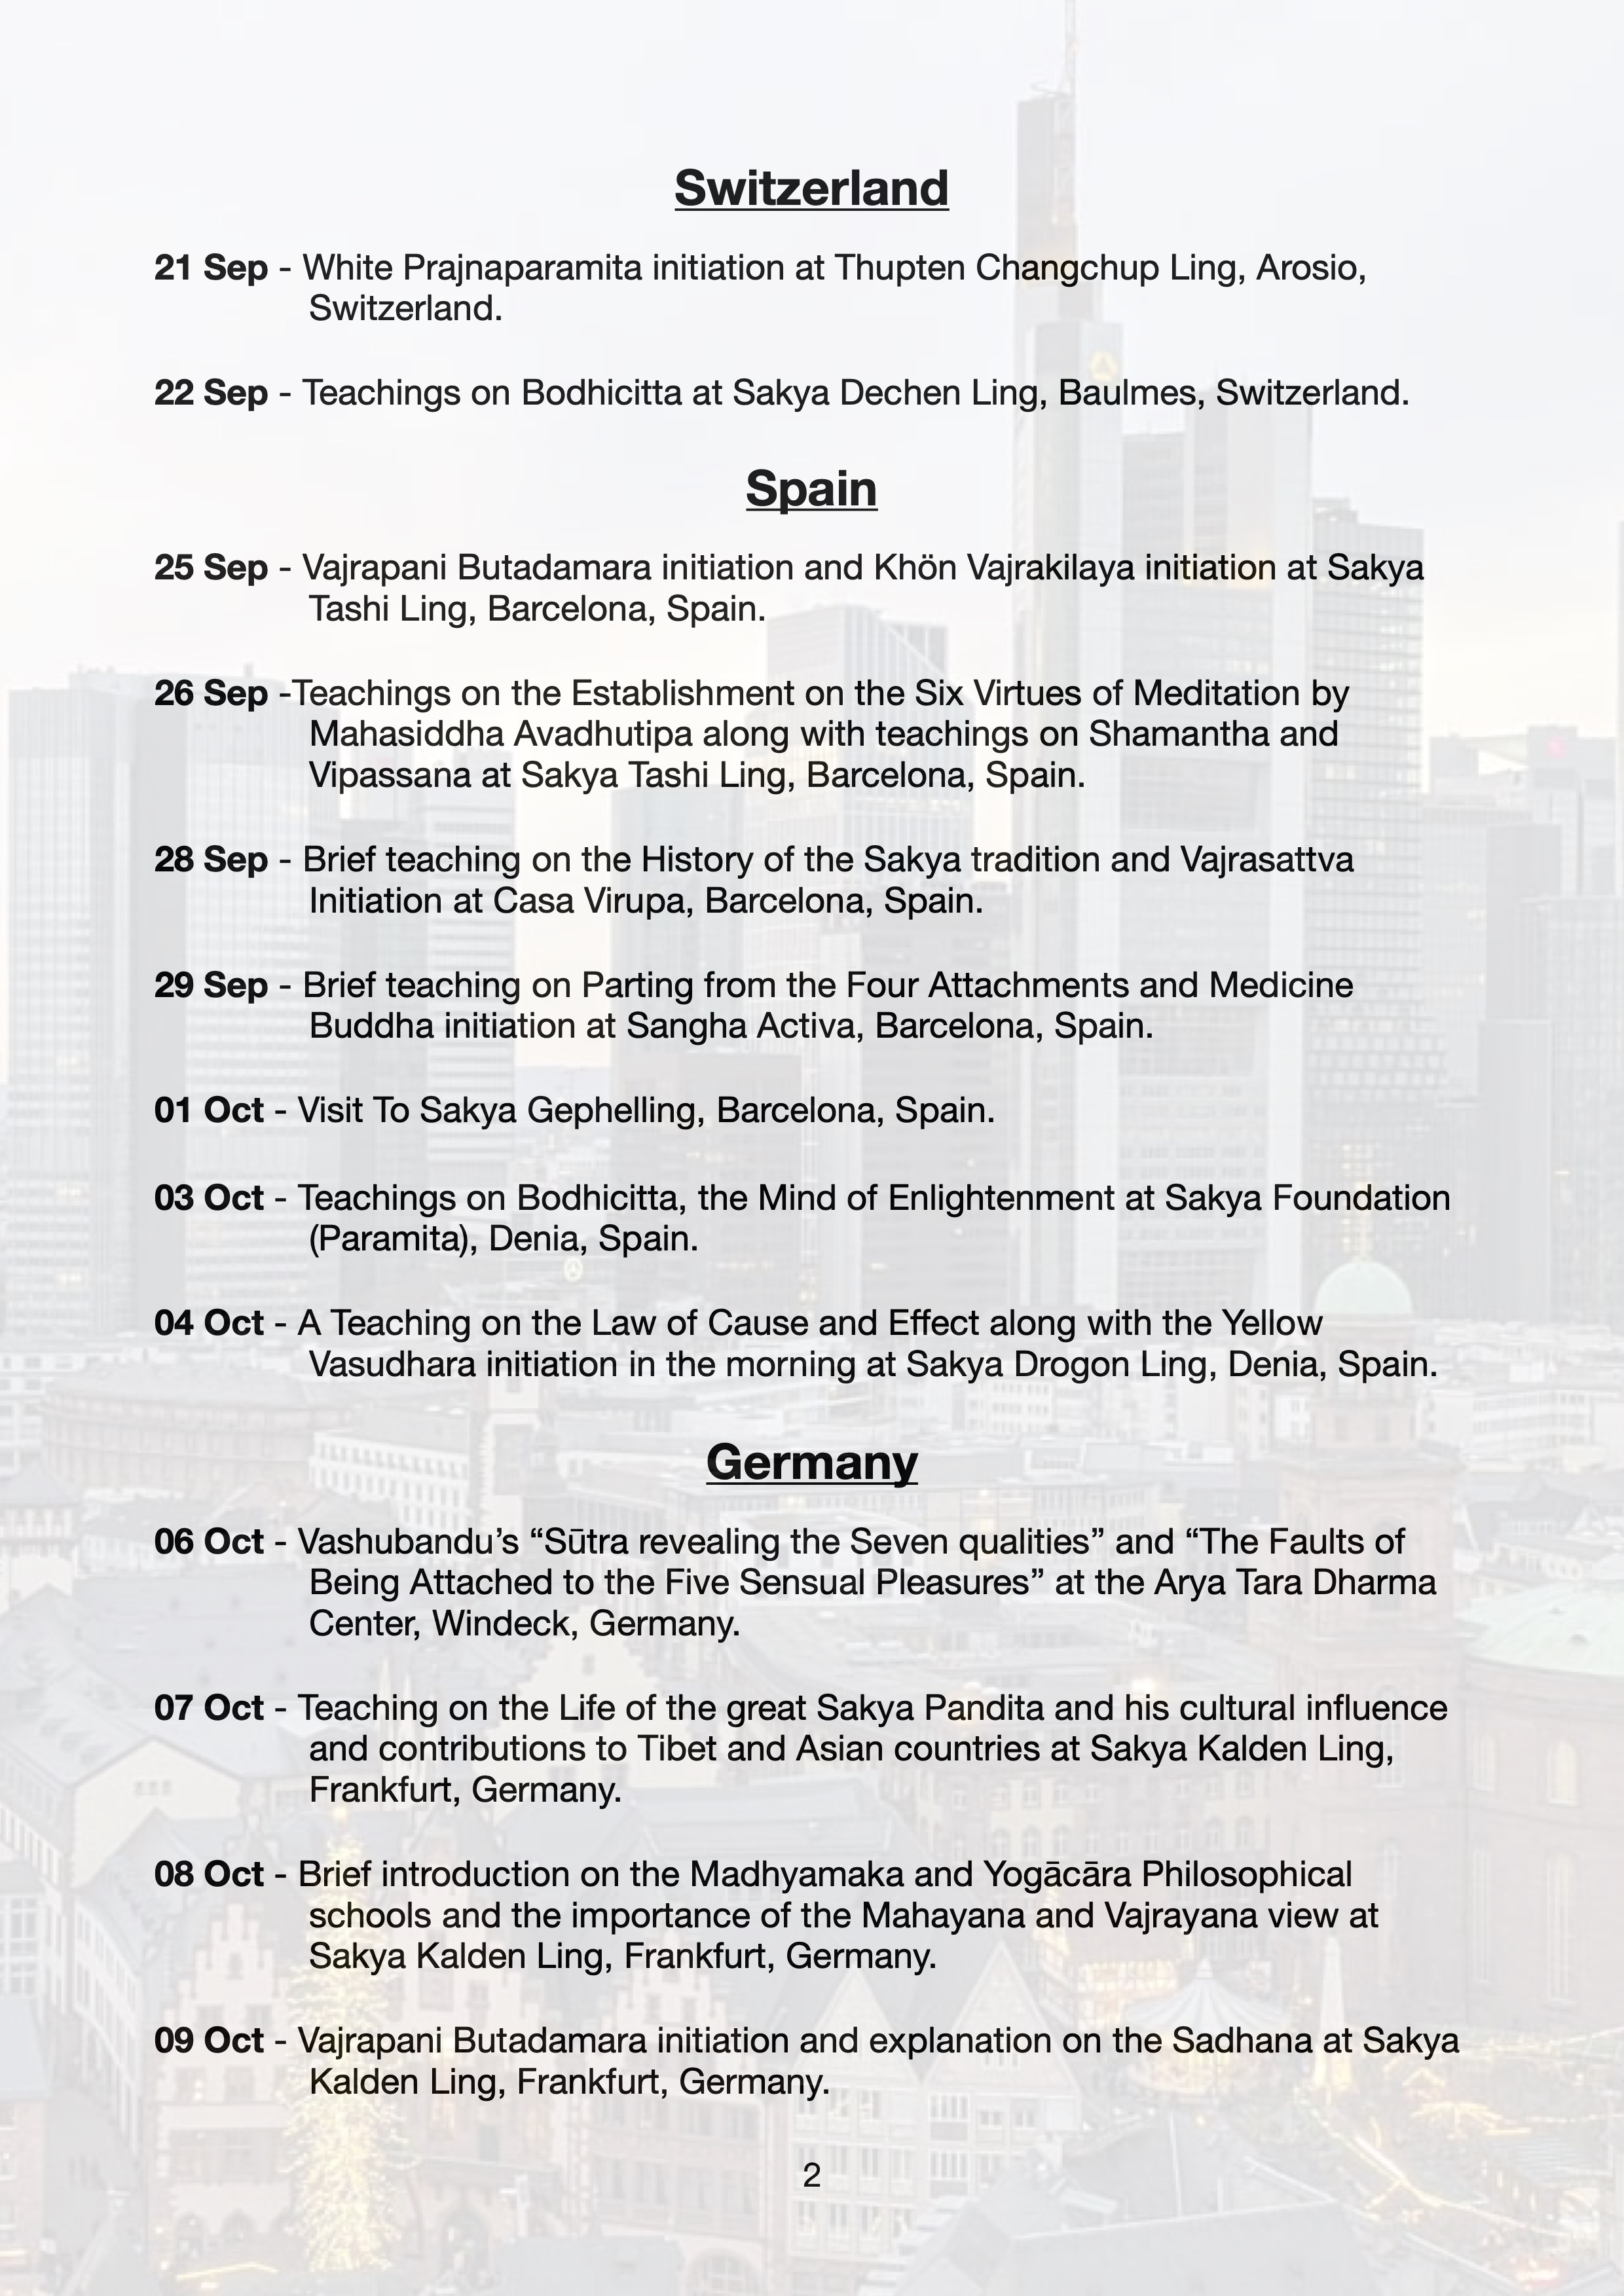 Switzerland
21 Sep - White Prajnaparamita initiation at Thupten Changchup Ling, Arosio,
Switzerland.
22 Sep - Teachings on Bodhicitta at Sakya Dechen Ling, Baulmes, Switzerland.
Spain
25 Sep - Vajrapani Butadamara initiation and Khön Vajrakilaya initiation at Sakya
Tashi Ling, Barcelona, Spain.
26 Sep -Teachings on the Establishment on the Six Virtues of Meditation by
Mahasiddha Avadhutipa along with teachings on Shamantha and
Vipassana at Sakya Tashi Ling, Barcelona, Spain.
28 Sep - Brief teaching on the History of the Sakya tradition and Vajrasattva
Initiation at Casa Virupa, Barcelona, Spain.
29 Sep - Brief teaching on Parting from the Four Attachments and Medicine
Buddha initiation at Sangha Activa, Barcelona, Spain.
01 Oct - Visit To Sakya Gephelling, Barcelona, Spain.
03 Oct - Teachings on Bodhicitta, the Mind of Enlightenment at Sakya Foundation
(Paramita), Denia, Spain.
04 Oct - A Teaching on the Law of Cause and Effect along with the Yellow
Vasudhara initiation in the morning at Sakya Drogon Ling, Denia, Spain.
Germany
06 Oct - Vashubandu’s “Sūtra revealing the Seven qualities” and “The Faults of
Being Attached to the Five Sensual Pleasures” at the Arya Tara Dharma
Center, Windeck, Germany.
07 Oct - Teaching on the Life of the great Sakya Pandita and his cultural influence
and contributions to Tibet and Asian countries at Sakya Kalden Ling,
Frankfurt, Germany.
08 Oct - Brief introduction on the Madhyamaka and Yogācāra Philosophical
schools and the importance of the Mahayana and Vajrayana view at
Sakya Kalden Ling, Frankfurt, Germany.
09 Oct - Vajrapani Butadamara initiation and explanation on the Sadhana at Sakya
Kalden Ling, Frankfurt, Germany.
2